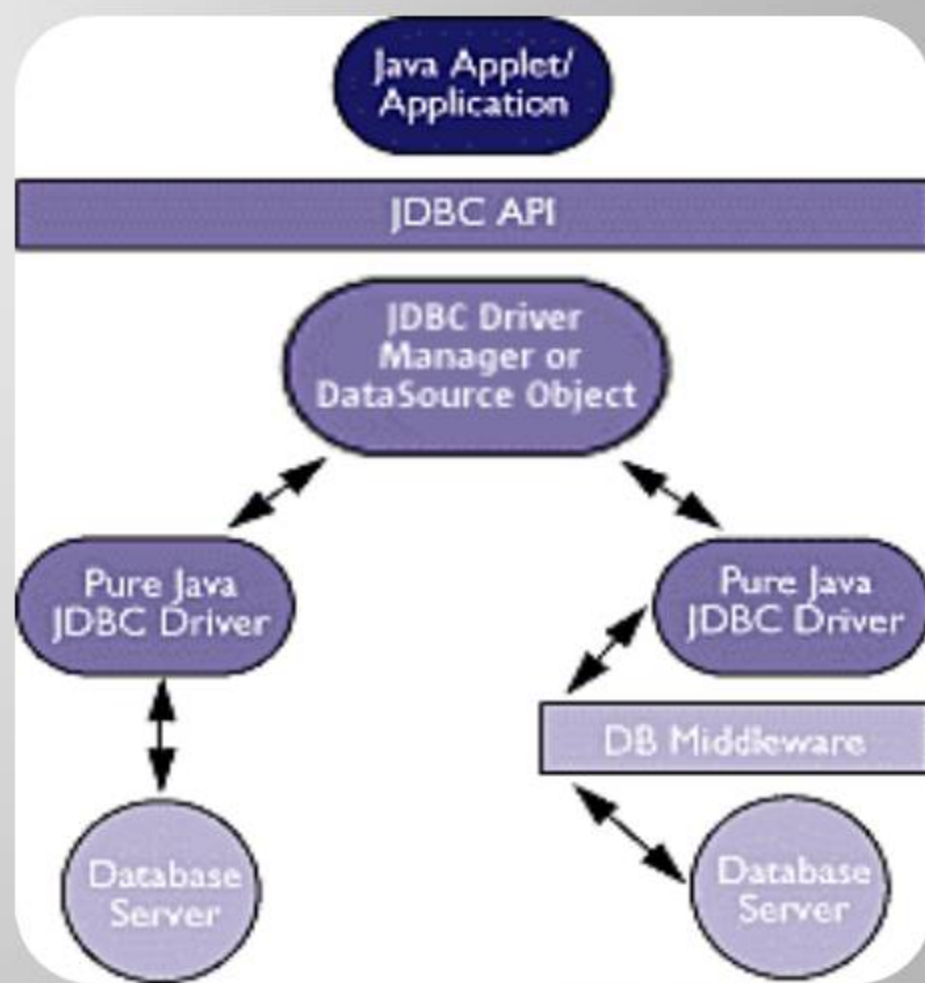 Java Applet/
Application
JDBC API
JDBC Driver
Manager or
DataSource Object
Pure Java
JDBC Driver
Pure Java
JDBC Driver
DB Middleware
Database
Server
Database
Server